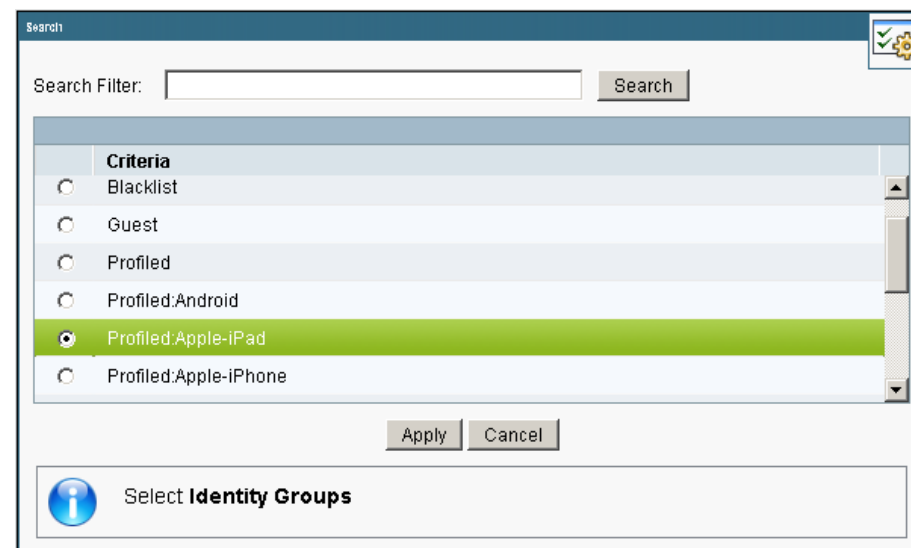 Search
Search Filter: Search
Criteria
Blacklist
Guest
Profiled
Profiled:Android
Profiled:Apple-iPad
Profiled:Apple-iPhone
Apply Cancel
Select Identity Groups